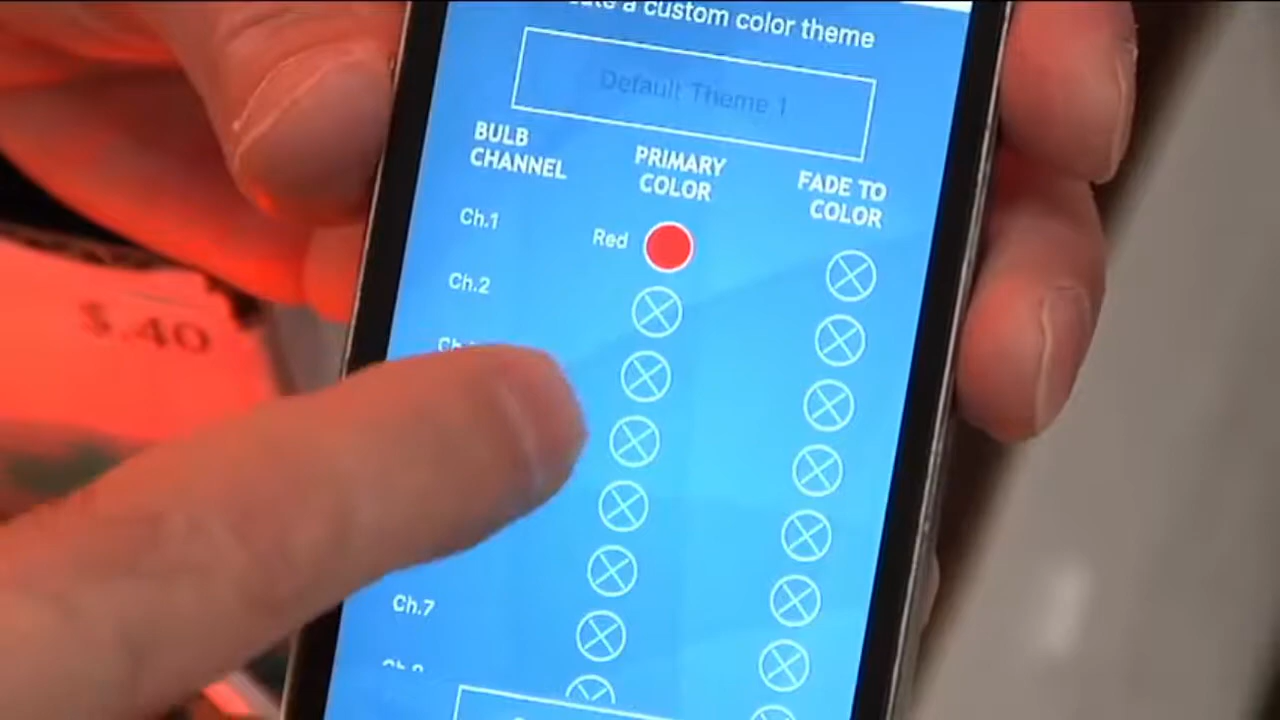 a custom color theme
Default Theme 1
BULB
CHANNEL
PRIMARY
COLOR
FADE TO
COLOR
Ch.1
Red
Ch.2
Ch.7
$.40